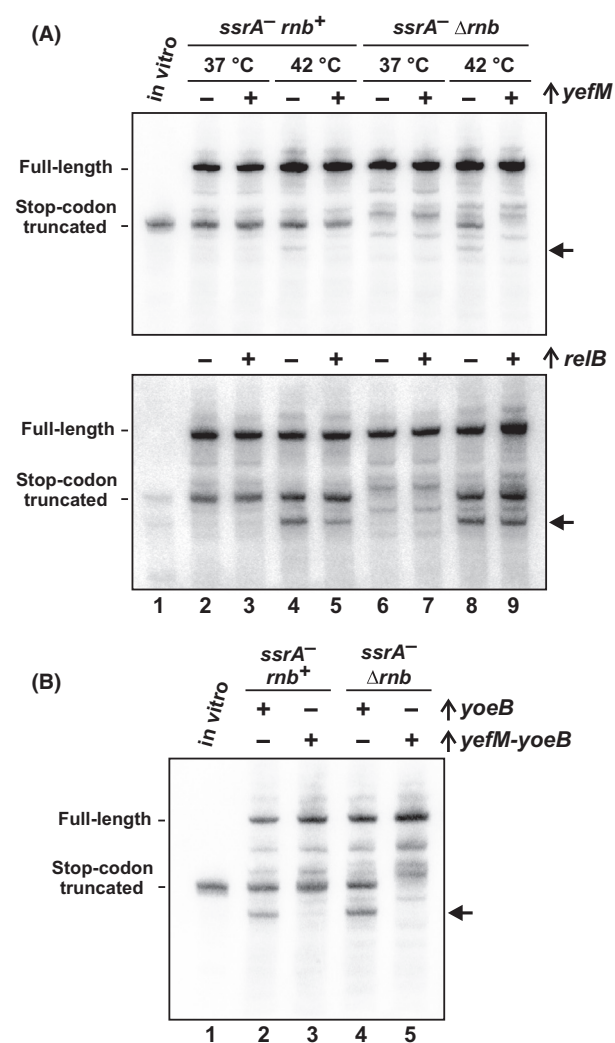 (A)
ssrA– rnb+ ssrA– Δrnb
in vitro 37 °C 42 °C 37 °C 42 °C
– + – + – + – + ↑ yefM
Full-length
Stop-codon
truncated
– + – + – + – + ↑ relB
Full-length
Stop-codon
truncated
1 2 3 4 5 6 7 8 9
(B)
ssrA– ssrA–
rnb+ Δrnb
in vitro + – + – ↑ yoeB
– + – + ↑ yefM-yoeB
Full-length
Stop-codon
truncated
1 2 3 4 5